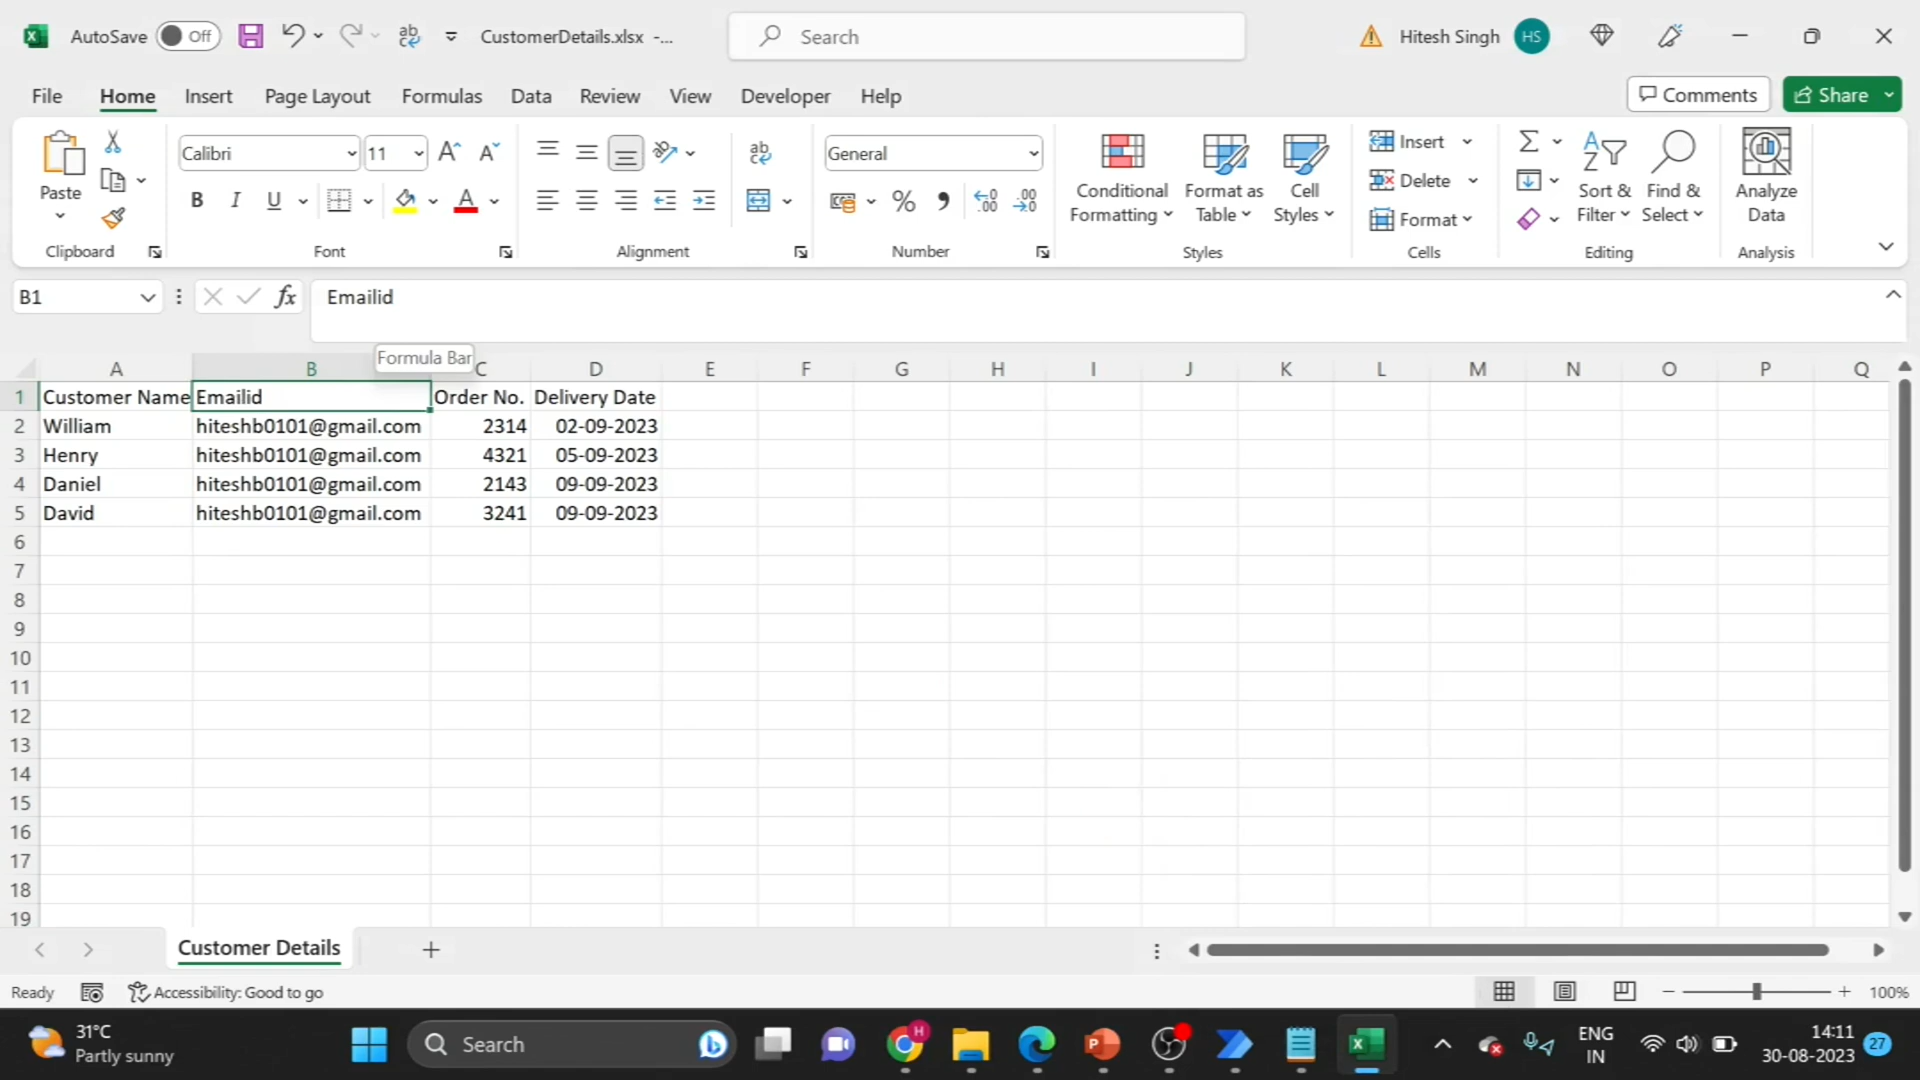 AutoSave Off CustomerDetails.xlsx -... Search Hitesh Singh HS
File Home Insert Page Layout Formulas Data Review View Developer Help Comments Share
Paste Calibri 11 General Conditional Formatting Format as Table Cell Styles Insert Delete Format Sort & Filter Find & Select Analyze Data
Clipboard Font Alignment Number Styles Cells Editing Analysis
B1 fx Emailid
Formula Bar
A B C D E F G H I J K L M N O P Q
1 Customer Name Emailid Order No. Delivery Date
2 William hiteshb0101@gmail.com 2314 02-09-2023
3 Henry hiteshb0101@gmail.com 4321 05-09-2023
4 Daniel hiteshb0101@gmail.com 2143 09-09-2023
5 David hiteshb0101@gmail.com 3241 09-09-2023
6
7
8
9
10
11
12
13
14
15
16
17
18
19
Customer Details
Ready Accessibility: Good to go 100%
31°C Search ENG 14:11
Partly sunny IN 30-08-2023 27